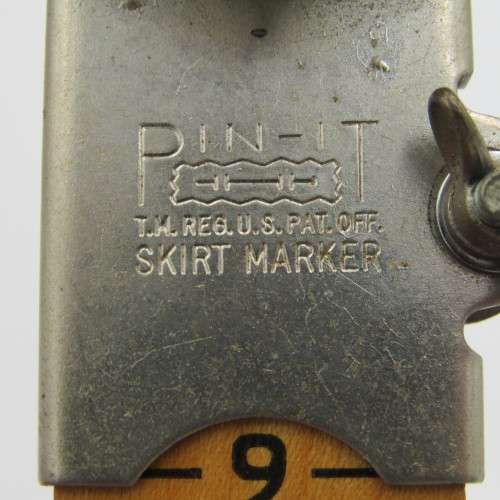 PIN-IT
T.M. REG. U.S. PAT. OFF.
SKIRT MARKER
9